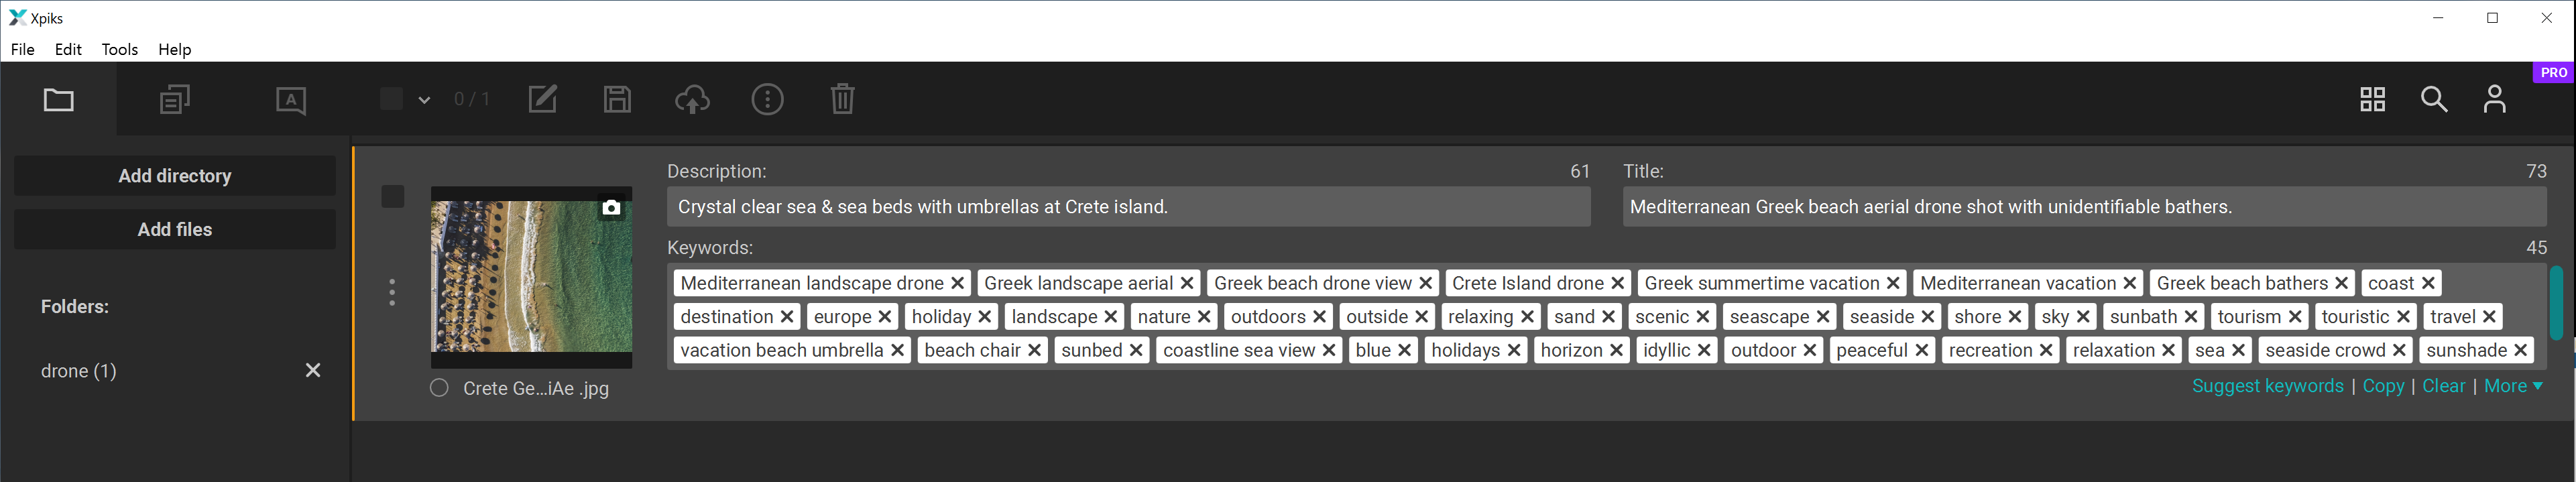 Xpiks
File Edit Tools Help
PRO
A
0 / 1
Add directory
Add files
Folders:
drone (1)
Description: 61
Crystal clear sea & sea beds with umbrellas at Crete island.
Title: 73
Mediterranean Greek beach aerial drone shot with unidentifiable bathers.
Keywords: 45
Mediterranean landscape drone Greek landscape aerial Greek beach drone view Crete Island drone Greek summertime vacation Mediterranean vacation Greek beach bathers coast
destination europe holiday landscape nature outdoors outside relaxing sand scenic seascape seaside shore sky sunbath tourism touristic travel
vacation beach umbrella beach chair sunbed coastline sea view blue holidays horizon idyllic outdoor peaceful recreation relaxation sea seaside crowd sunshade
Crete Ge...iAe .jpg
Suggest keywords | Copy | Clear | More